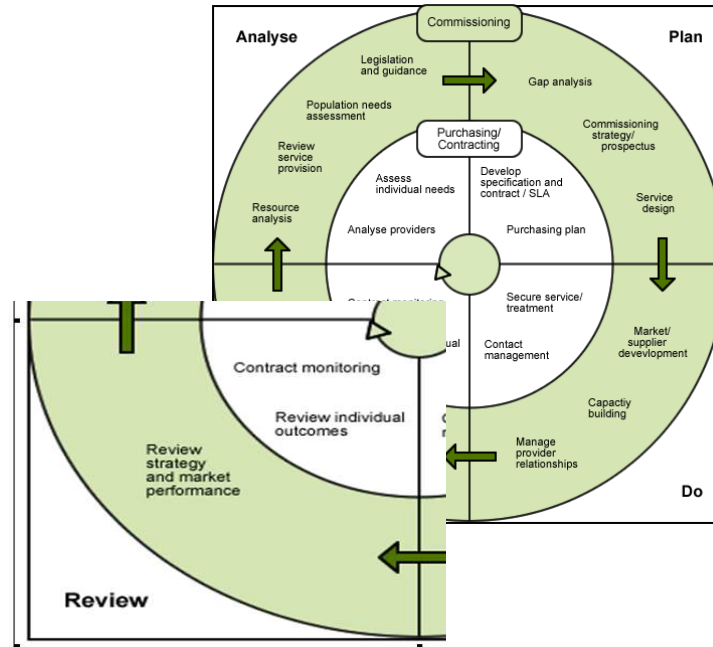 Commissioning
Analyse
Plan
Legislation
and guidance
Gap analysis
Population needs
assessment
Commissioning
strategy/
prospectus
Purchasing/
Contracting
Review
service
provision
Assess
individual needs
Develop
specification and
contract / SLA
Resource
analysis
Service
design
Analyse providers
Purchasing plan
Secure service/
treatment
Market/
supplier
development
Contact
management
Contract monitoring
Review individual
outcomes
Capactiy
building
Manage
provider
relationships
Review
strategy
and market
performance
Do
Review